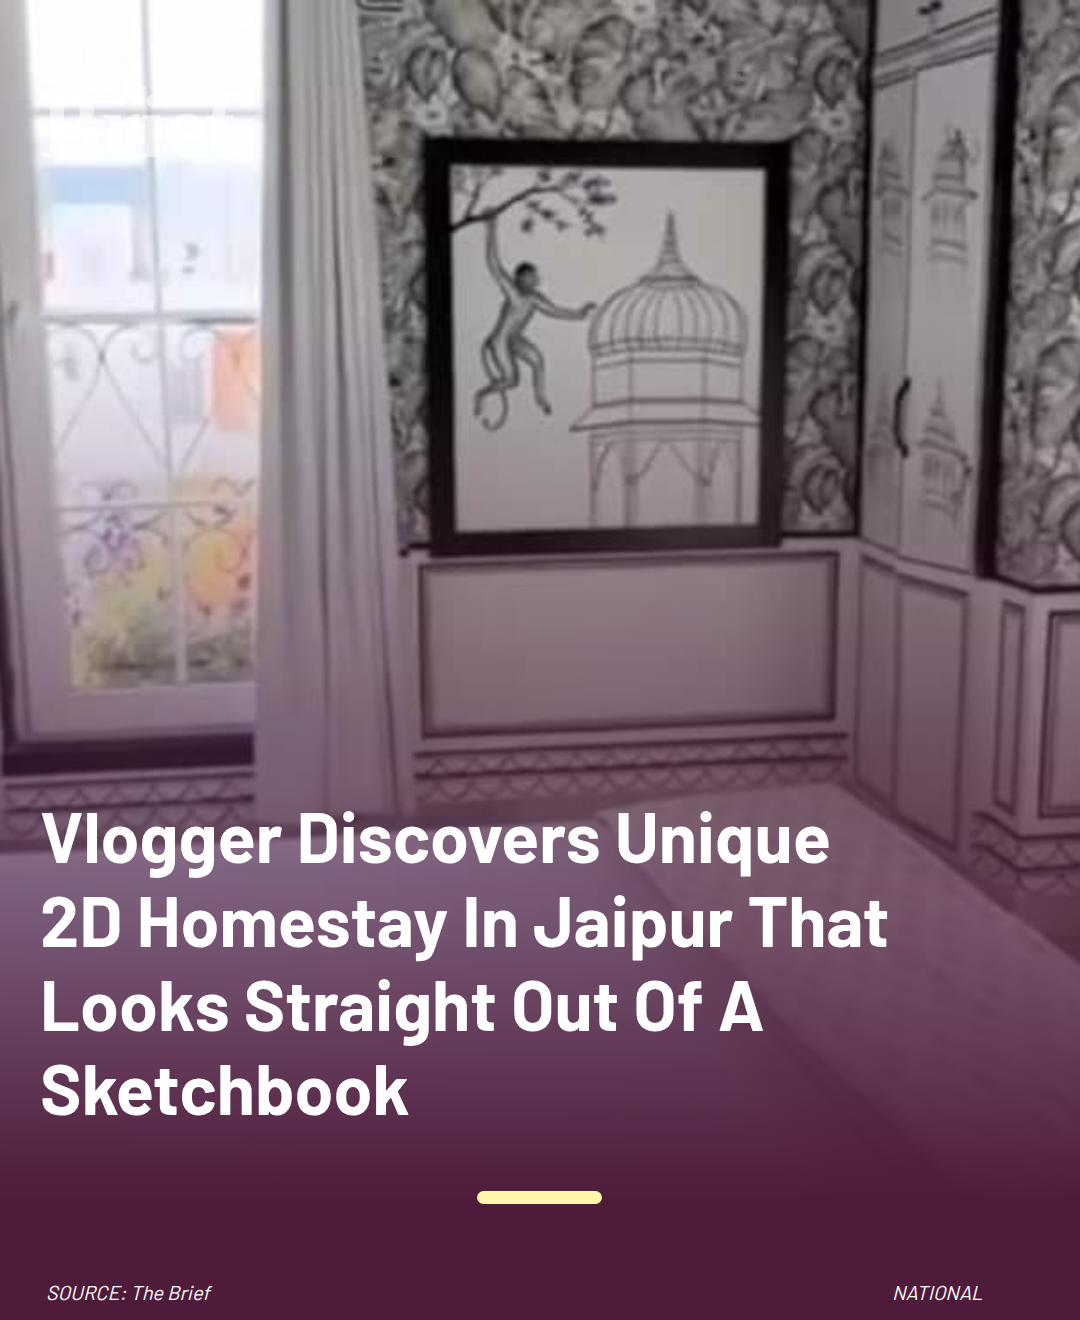 Vlogger Discovers Unique
2D Homestay In Jaipur That
Looks Straight Out Of A
Sketchbook
SOURCE: The Brief
NATIONAL